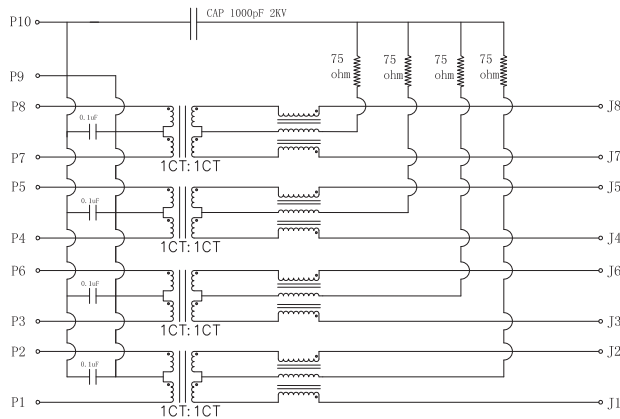 P10
CAP 1000pF 2KV
75 ohm
75 ohm
75 ohm
75 ohm
P9
P8
0.1uF
J8
P7
1CT:1CT
J7
P5
0.1uF
J5
P4
1CT:1CT
J4
P6
0.1uF
J6
P3
1CT:1CT
J3
P2
0.1uF
J2
P1
1CT:1CT
J1